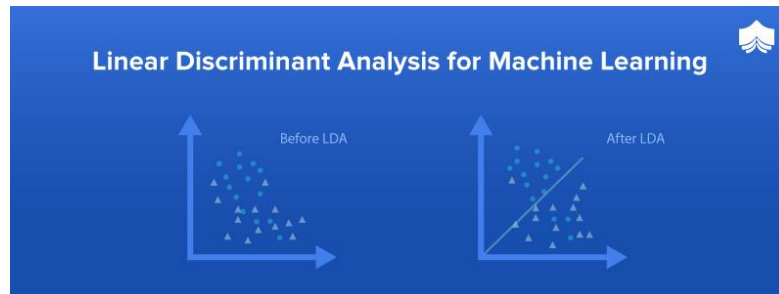 Linear Discriminant Analysis for Machine Learning
Before LDA
After LDA